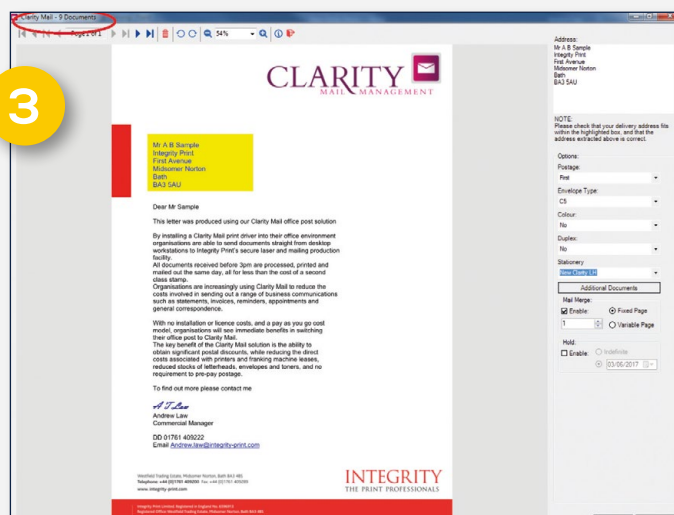 Clarity Mail - 9 Documents
Page 1 of 1
54%
3
CLARITY
MAIL MANAGEMENT
Mr A B Sample
Integrity Print
First Avenue
Midsomer Norton
Bath
BA3 5AU
Dear Mr Sample
This letter was produced using our Clarity Mail office post solution
By installing a Clarity Mail print driver into their office environment
organisations are able to send documents straight from desktop
workstations to Integrity Print's secure laser and mailing production
facility.
All documents received before 3pm are processed, printed and
mailed out the same day, all for less than the cost of a second
class stamp.
Organisations are increasingly using Clarity Mail to reduce the
costs involved in sending out a range of business communications
such as statements, invoices, reminders, appointments and
general correspondence.
With no installation or licence costs, and a pay as you go cost
model, organisations will see immediate benefits in switching
their office post to Clarity Mail.
The key benefit of the Clarity Mail solution is the ability to
obtain significant postal discounts, while reducing the direct
costs associated with printers and franking machine leases,
reduced stocks of letterheads, envelopes and toners, and no
requirement to pre-pay postage.
To find out more please contact me
A J Law
Andrew Law
Commercial Manager
DD 01761 409222
Email Andrew.law@integrity-print.com
Westfield Trading Estate, Midsomer Norton, Bath BA3 4BS
www.integrity-print.com
INTEGRITY
THE PRINT PROFESSIONALS
Address:
Mr A B Sample
Integrity Print
First Avenue
Midsomer Norton
Bath
BA3 5AU
NOTE:
Please check that your delivery address fits
within the highlighted box, and that the
address extracted above is correct.
Options:
Postage:
First
Envelope Type:
C5
Colour:
No
Duplex:
No
Stationery
New Clarity LH
Additional Documents
Mail Merge:
Enable: Fixed Page
1 Variable Page
Hold:
Enable: Indefinite
03/06/2017